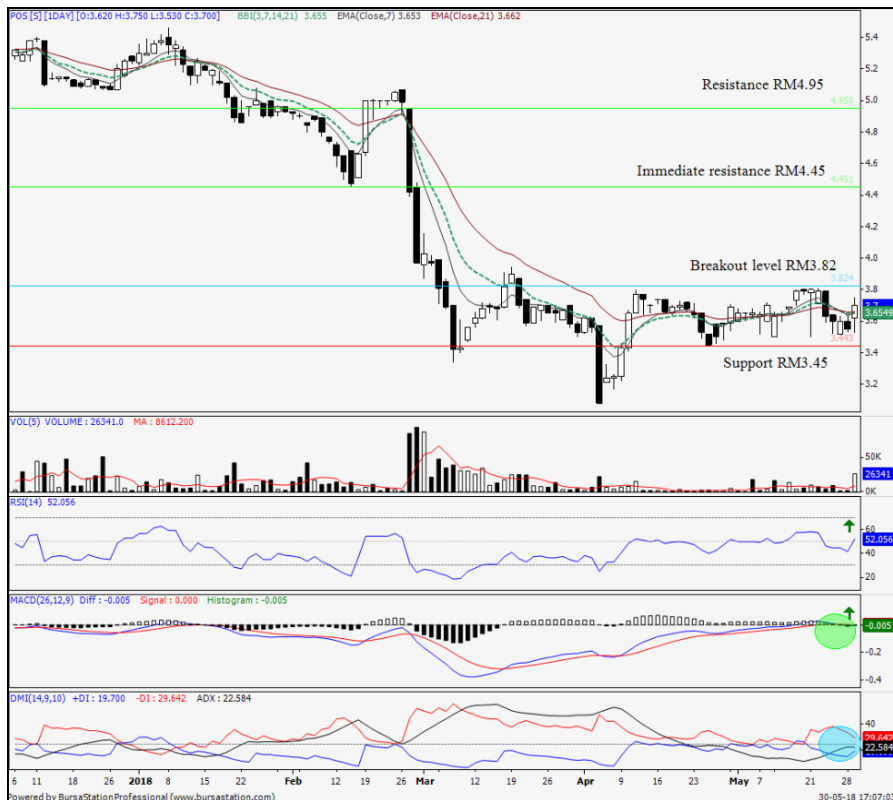 POS [S] [1DAY] [O:3.620 H:3.750 L:3.530 C:3.700] BBI(3,7,14,21) 3.655 EMA(Close,7) 3.653 EMA(Close,21) 3.662
5.4
5.2
5.0
Resistance RM4.95
4.950
4.8
4.6
Immediate resistance RM4.45
4.451
4.4
4.2
4.0
Breakout level RM3.82
3.824
3.8
3.7
3.6549
3.6
3.443
Support RM3.45
3.4
3.2
VOL(5) VOLUME : 26341.0 MA : 8612.200
50K
26341
0K
RSI(14) 52.056
60
52.056
40
20
MACD(26,12,9) Diff : -0.005 Signal : 0.000 Histogram : -0.005
-0.005
-0.2
-0.4
DMI(14,9,10) +DI : 19.700 -DI : 29.642 ADX : 22.584
40
29.642
22.584
6 11 26 2018 15 22 Feb 12 19 26 Mar 12 19 26 Apr 9 16 23 May 7 21 28
Powered by BursaStationProfessional (www.bursastation.com) 30-05-18 17:07:03